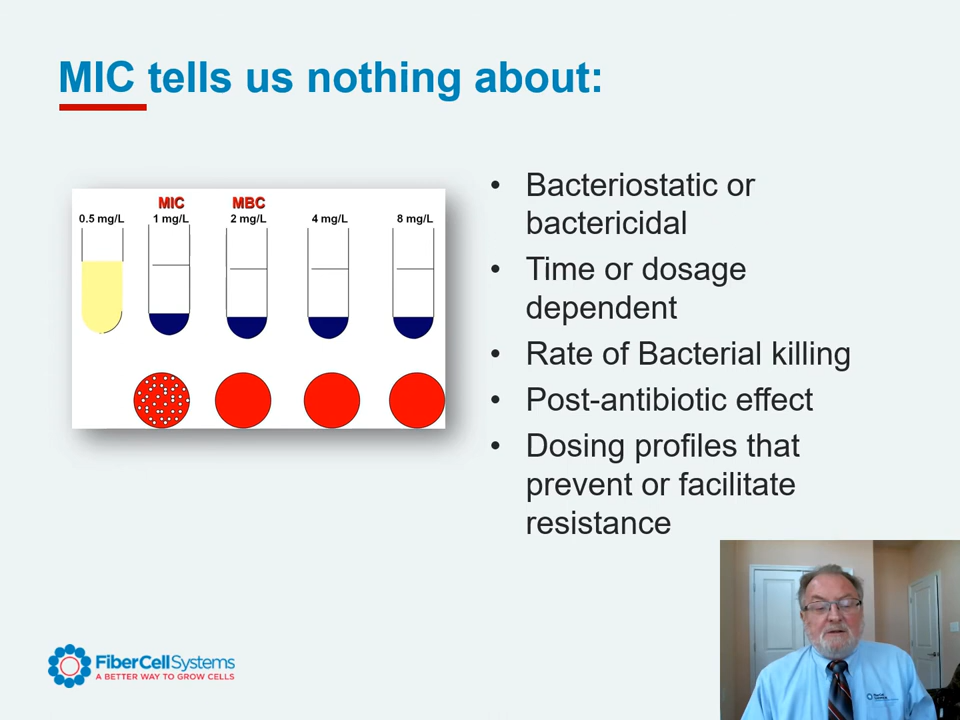 MIC tells us nothing about:
MIC MBC
0.5 mg/L 1 mg/L 2 mg/L 4 mg/L 8 mg/L
• Bacteriostatic or
bactericidal
• Time or dosage
dependent
• Rate of Bacterial killing
• Post-antibiotic effect
• Dosing profiles that
prevent or facilitate
resistance
FiberCellSystems
A BETTER WAY TO GROW CELLS